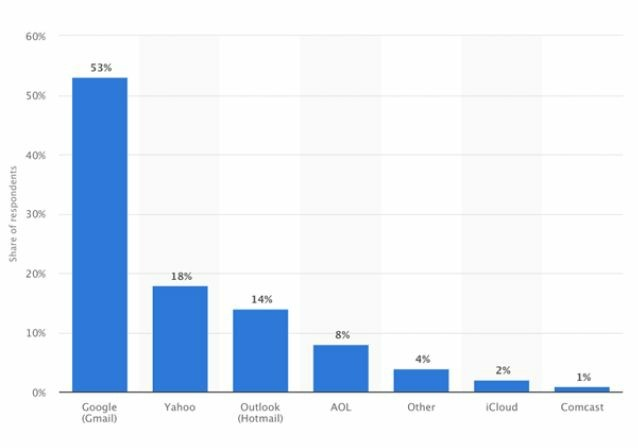 60%
53%
50%
40%
30%
20%
18%
14%
10%
8%
4%
2%
1%
0%
Share of respondents
Google
(Gmail)
Yahoo
Outlook
(Hotmail)
AOL
Other
iCloud
Comcast